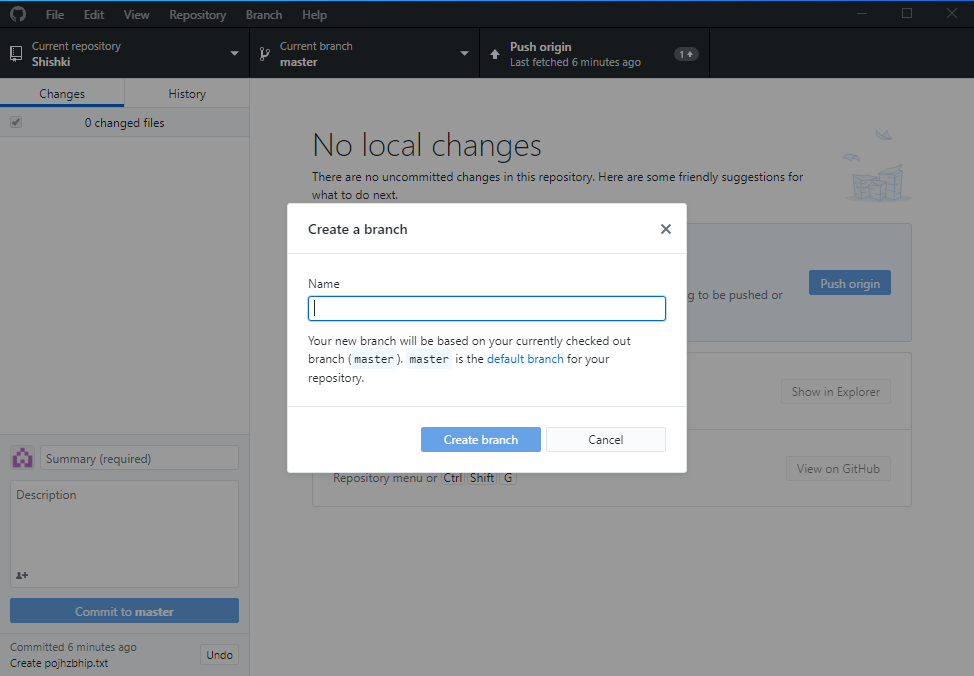 File Edit View Repository Branch Help
Current repository
Shishki
Current branch
master
Push origin
Last fetched 6 minutes ago
1
Changes
History
0 changed files
No local changes
There are no uncommitted changes in this repository. Here are some friendly suggestions for
what to do next.
Create a branch
Name
Your new branch will be based on your currently checked out
branch (master). master is the default branch for your
repository.
Create branch
Cancel
g to be pushed or
Push origin
Show in Explorer
Repository menu or Ctrl Shift G
View on GitHub
Summary (required)
Description
Commit to master
Committed 6 minutes ago
Create pojhzbhip.txt
Undo